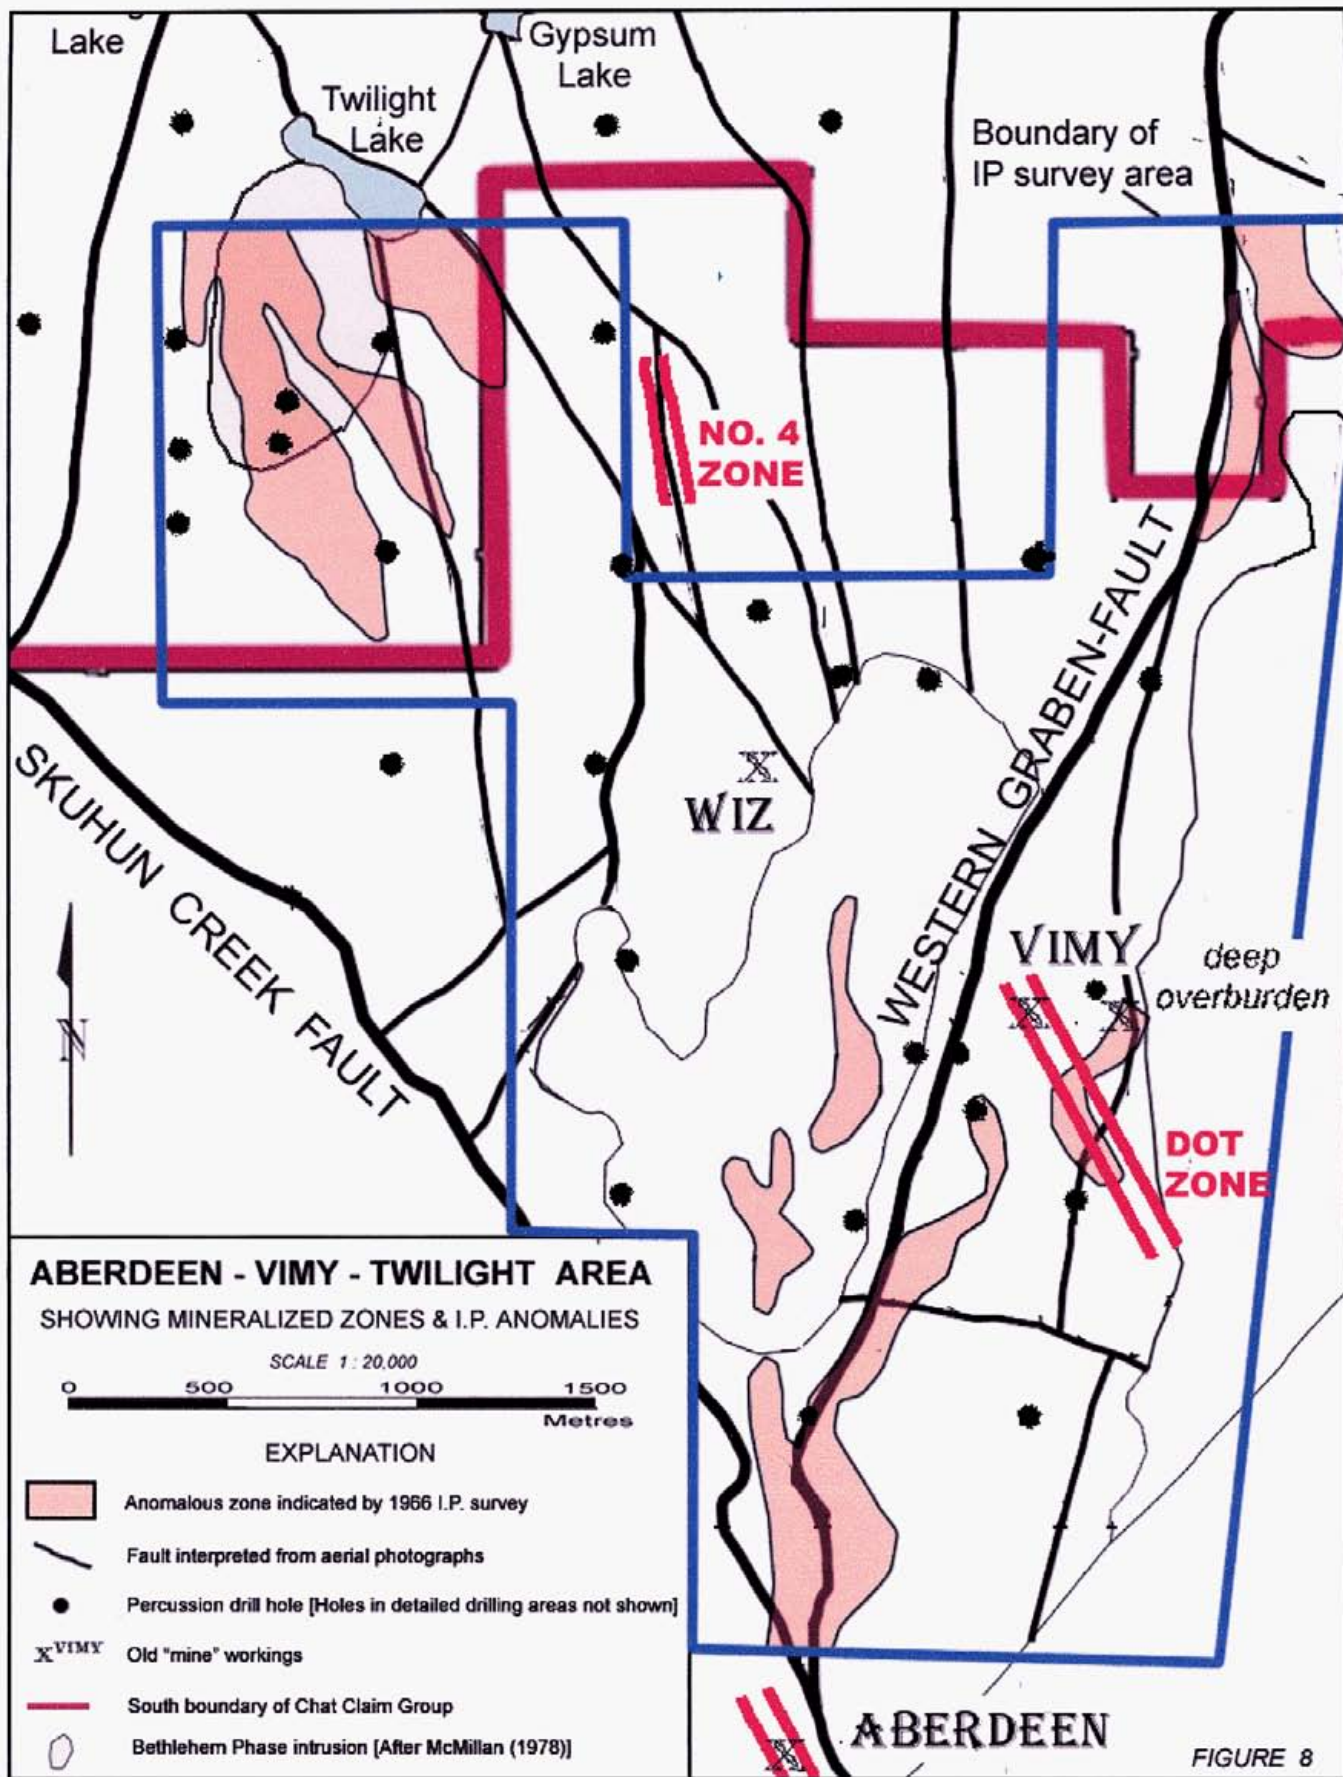 Lake
Gypsum
Lake
Twilight
Lake
Boundary of
IP survey area
NO. 4
ZONE
WESTERN GRABEN-FAULT
X
WIZ
SKUHUN CREEK FAULT
VIMY
X X
deep
overburden
N
DOT
ZONE
ABERDEEN - VIMY - TWILIGHT AREA
SHOWING MINERALIZED ZONES & I.P. ANOMALIES
SCALE 1 : 20,000
0 500 1000 1500
Metres
EXPLANATION
Anomalous zone indicated by 1966 I.P. survey
Fault interpreted from aerial photographs
Percussion drill hole [Holes in detailed drilling areas not shown]
X VIMY Old "mine" workings
South boundary of Chat Claim Group
Bethlehem Phase intrusion [After McMillan (1978)]
ABERDEEN
X
FIGURE 8